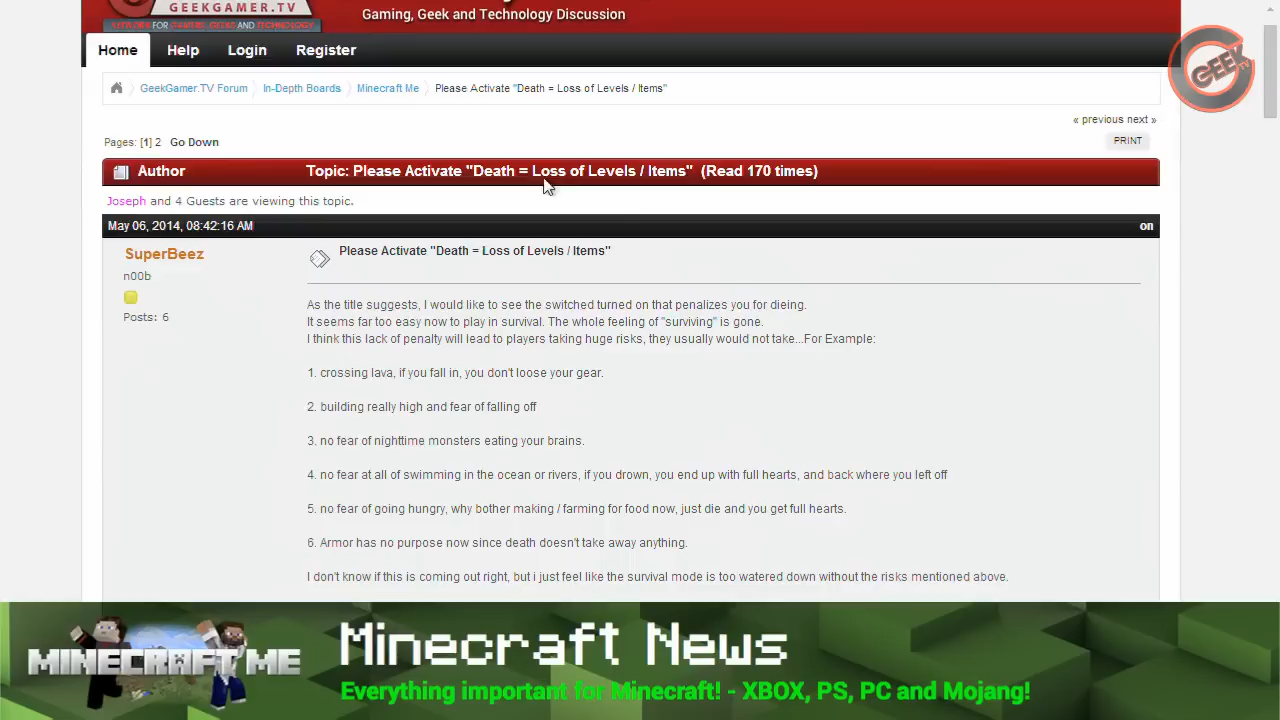 GEEKGAMER.TV
Gaming, Geek and Technology Discussion
Home Help Login Register
GeekGamer.TV Forum In-Depth Boards Minecraft Me Please Activate "Death = Loss of Levels / Items"
« previous next »
Pages: [1] 2 Go Down
PRINT
Author Topic: Please Activate "Death = Loss of Levels / Items" (Read 170 times)
Joseph and 4 Guests are viewing this topic.
May 06, 2014, 08:42:16 AM on
SuperBeez
n00b
Posts: 6
Please Activate "Death = Loss of Levels / Items"
As the title suggests, I would like to see the switched turned on that penalizes you for dieing.
It seems far too easy now to play in survival. The whole feeling of "surviving" is gone.
I think this lack of penalty will lead to players taking huge risks, they usually would not take...For Example:
1. crossing lava, if you fall in, you don't loose your gear.
2. building really high and fear of falling off
3. no fear of nighttime monsters eating your brains.
4. no fear at all of swimming in the ocean or rivers, if you drown, you end up with full hearts, and back where you left off
5. no fear of going hungry, why bother making / farming for food now, just die and you get full hearts.
6. Armor has no purpose now since death doesn't take away anything.
I don't know if this is coming out right, but i just feel like the survival mode is too watered down without the risks mentioned above.
GEEK TV
MINECRAFT ME
Minecraft News
Everything important for Minecraft! - XBOX, PS, PC and Mojang!